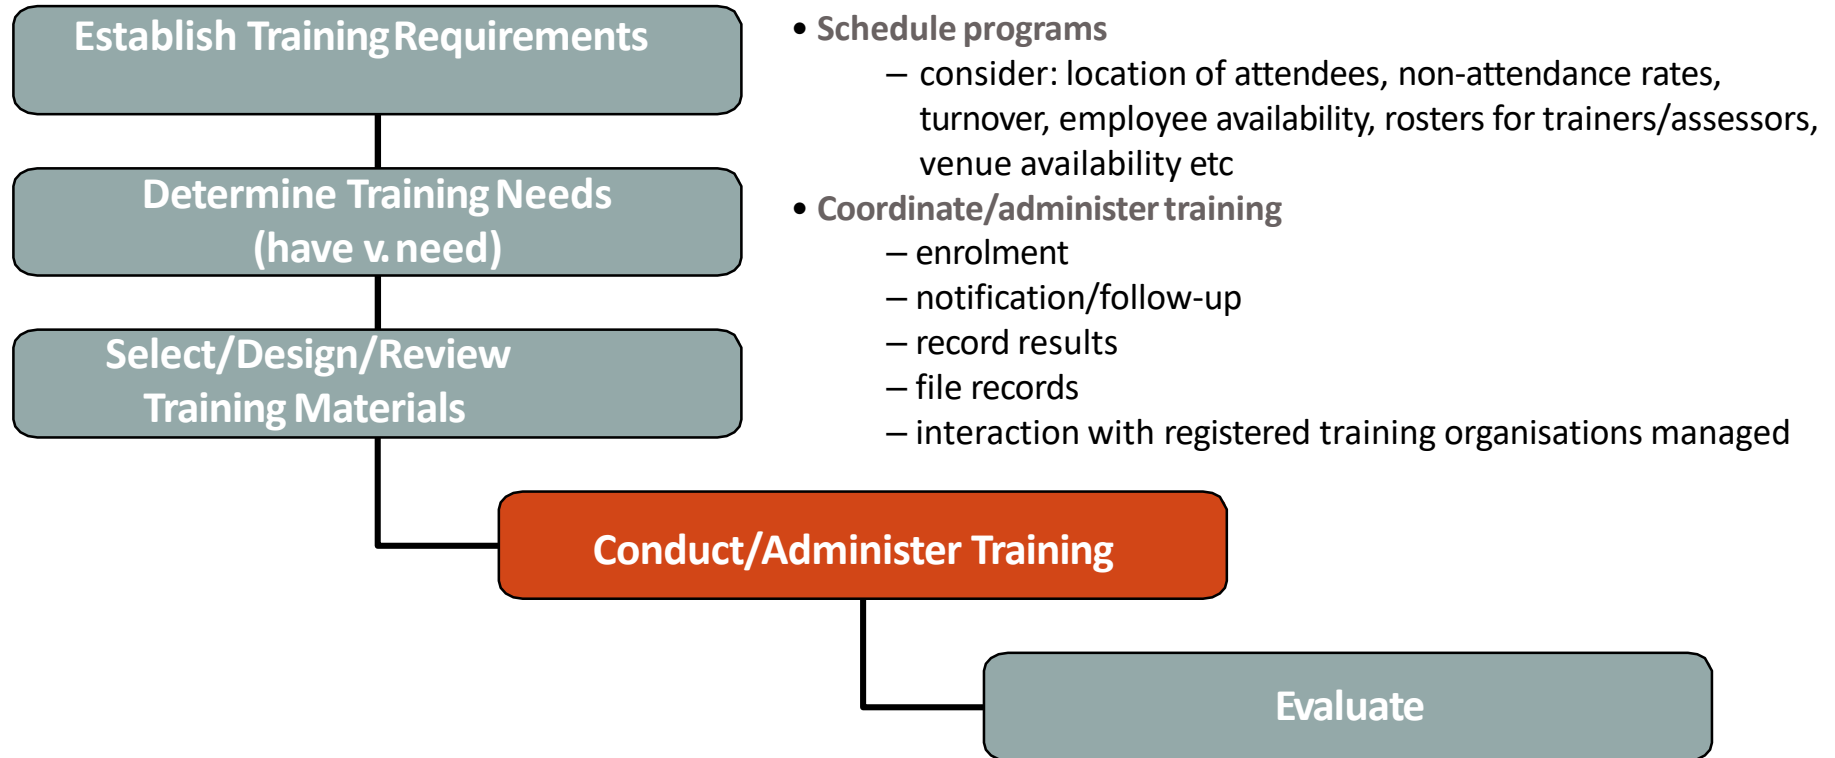 Establish Training Requirements
Determine Training Needs
(have v. need)
Select/Design/Review
Training Materials
• Schedule programs
– consider: location of attendees, non-attendance rates,
turnover, employee availability, rosters for trainers/assessors,
venue availability etc
• Coordinate/administer training
– enrolment
– notification/follow-up
– record results
– file records
– interaction with registered training organisations managed
Conduct/Administer Training
Evaluate